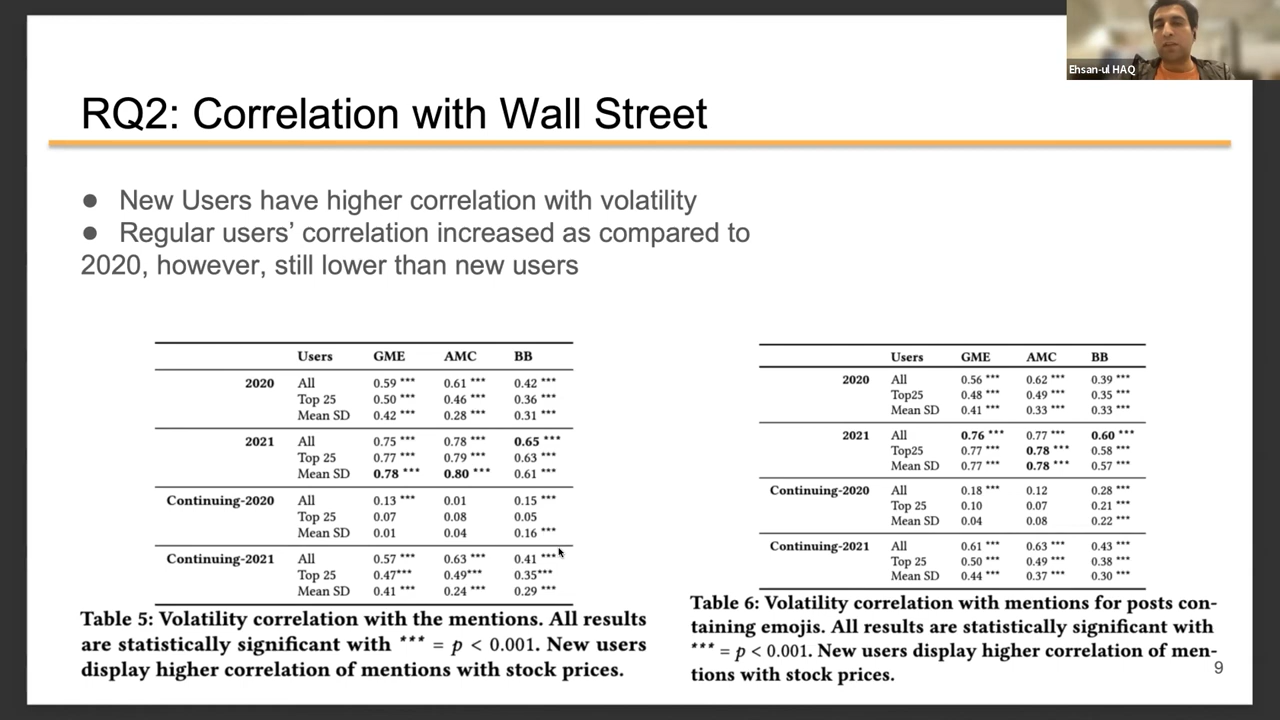 Ehsan-ul HAQ
RQ2: Correlation with Wall Street
● New Users have higher correlation with volatility
● Regular users’ correlation increased as compared to
2020, however, still lower than new users
Users GME AMC BB
2020 All 0.59 *** 0.61 *** 0.42 ***
Top 25 0.50 *** 0.46 *** 0.36 ***
Mean SD 0.42 *** 0.28 *** 0.31 ***
2021 All 0.75 *** 0.78 *** 0.65 ***
Top 25 0.77 *** 0.79 *** 0.63 ***
Mean SD 0.78 *** 0.80 *** 0.61 ***
Continuing-2020 All 0.13 *** 0.01 0.15 ***
Top 25 0.07 0.08 0.05
Mean SD 0.01 0.04 0.16 ***
Continuing-2021 All 0.57 *** 0.63 *** 0.41 ***
Top 25 0.47*** 0.49*** 0.35***
Mean SD 0.41 *** 0.24 *** 0.29 ***
Table 5: Volatility correlation with the mentions. All results
are statistically significant with *** = p < 0.001. New users
display higher correlation of mentions with stock prices.
Users GME AMC BB
2020 All 0.56 *** 0.62 *** 0.39 ***
Top25 0.48 *** 0.49 *** 0.35 ***
Mean SD 0.41 *** 0.33 *** 0.33 ***
2021 All 0.76 *** 0.77 *** 0.60 ***
Top25 0.77 *** 0.78 *** 0.58 ***
Mean SD 0.77 *** 0.78 *** 0.57 ***
Continuing-2020 All 0.18 *** 0.12 0.28 ***
Top 25 0.10 0.07 0.21 ***
Mean SD 0.04 0.08 0.22 ***
Continuing-2021 All 0.61 *** 0.63 *** 0.43 ***
Top 25 0.50 *** 0.49 *** 0.38 ***
Mean SD 0.44 *** 0.37 *** 0.30 ***
Table 6: Volatility correlation with mentions for posts con-
taining emojis. All results are statistically significant with
*** = p < 0.001. New users display higher correlation of men-
tions with stock prices.
9